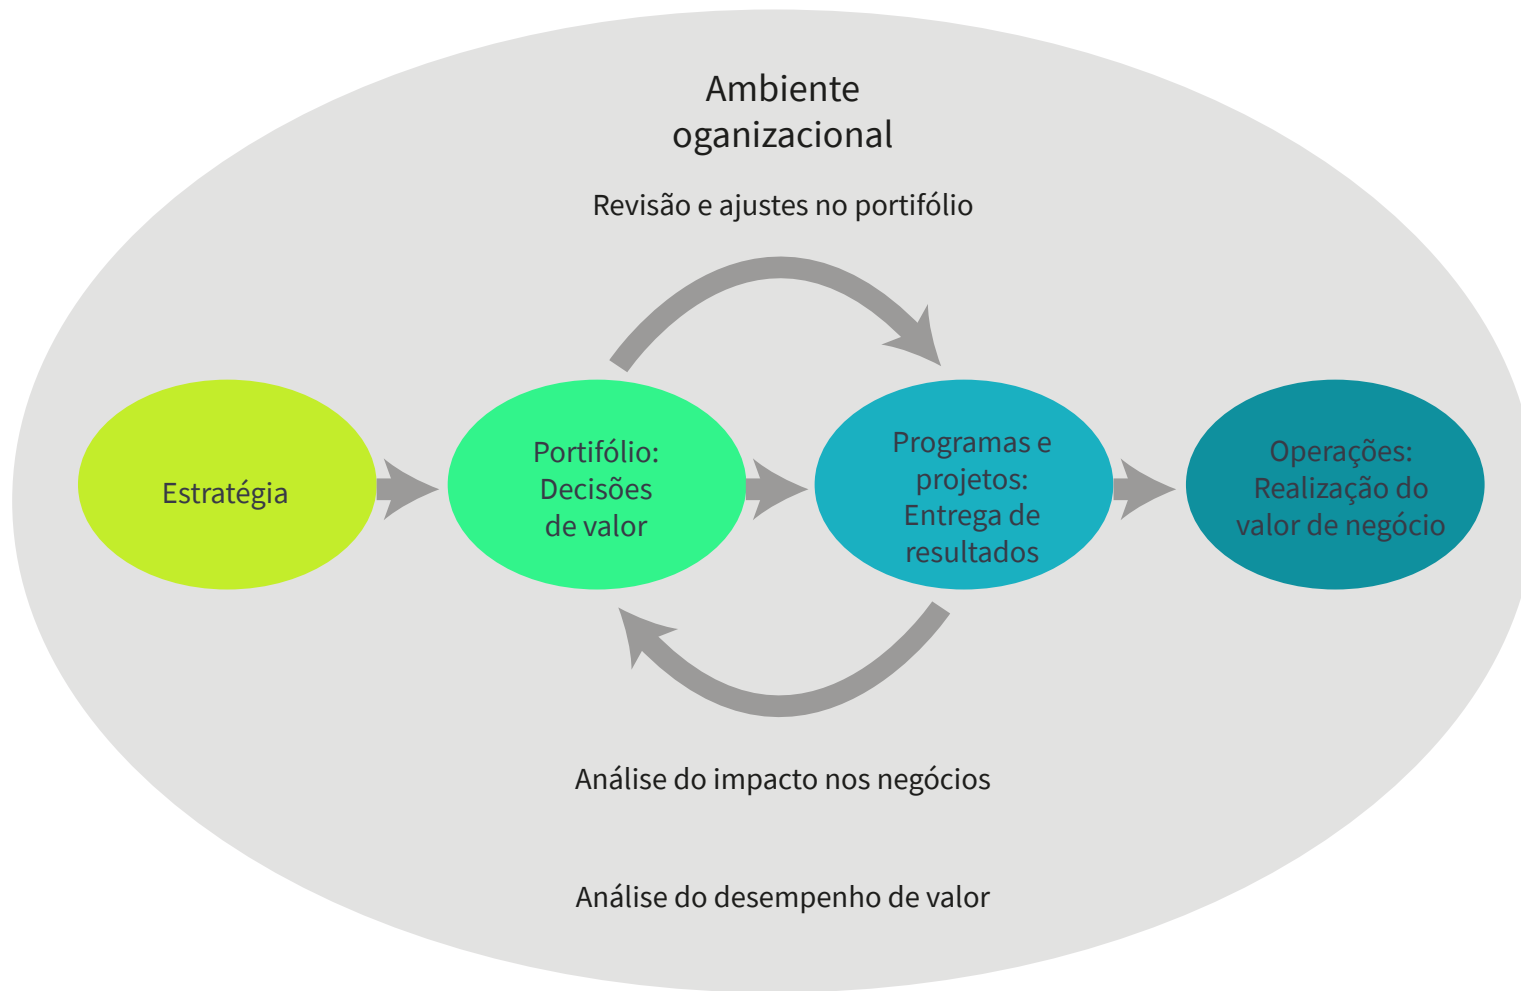 Ambiente
oganizacional
Revisão e ajustes no portifólio
Estratégia
Portifólio:
Decisões
de valor
Programas e
projetos:
Entrega de
resultados
Operações:
Realização do
valor de negócio
Análise do impacto nos negócios
Análise do desempenho de valor